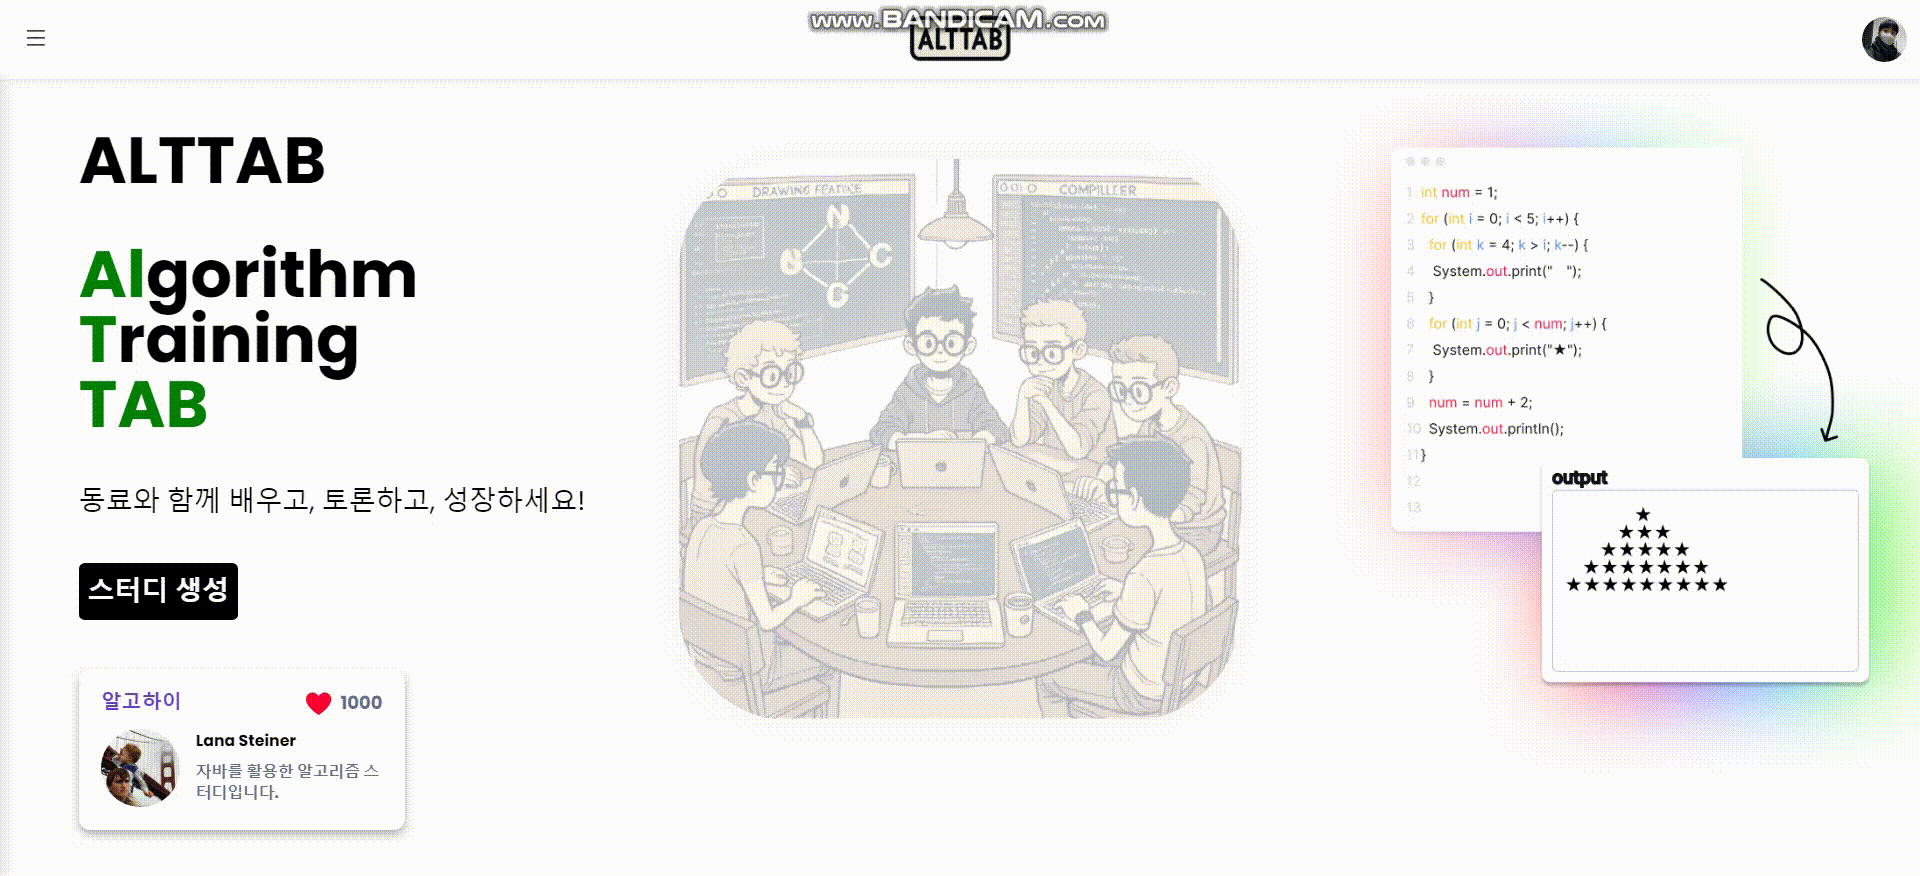 www.BANDICAM.com
ALTTAB
ALTTAB
Algorithm
Training
TAB
동료와 함께 배우고, 토론하고, 성장하세요!
스터디 생성
알고하이
1000
Lana Steiner
자바를 활용한 알고리즘 스
터디입니다.
DRAWING FEATIXE
COMPILLEER
N
N
C
C
1 int num = 1;
2 for (int i = 0; i < 5; i++) {
3 for (int k = 4; k > i; k--) {
4 System.out.print(" ");
5 }
6 for (int j = 0; j < num; j++) {
7 System.out.print("★");
8 }
9 num = num + 2;
10 System.out.println();
11 }
12
13
output
★
★★★
★★★★★
★★★★★★★
★★★★★★★★★